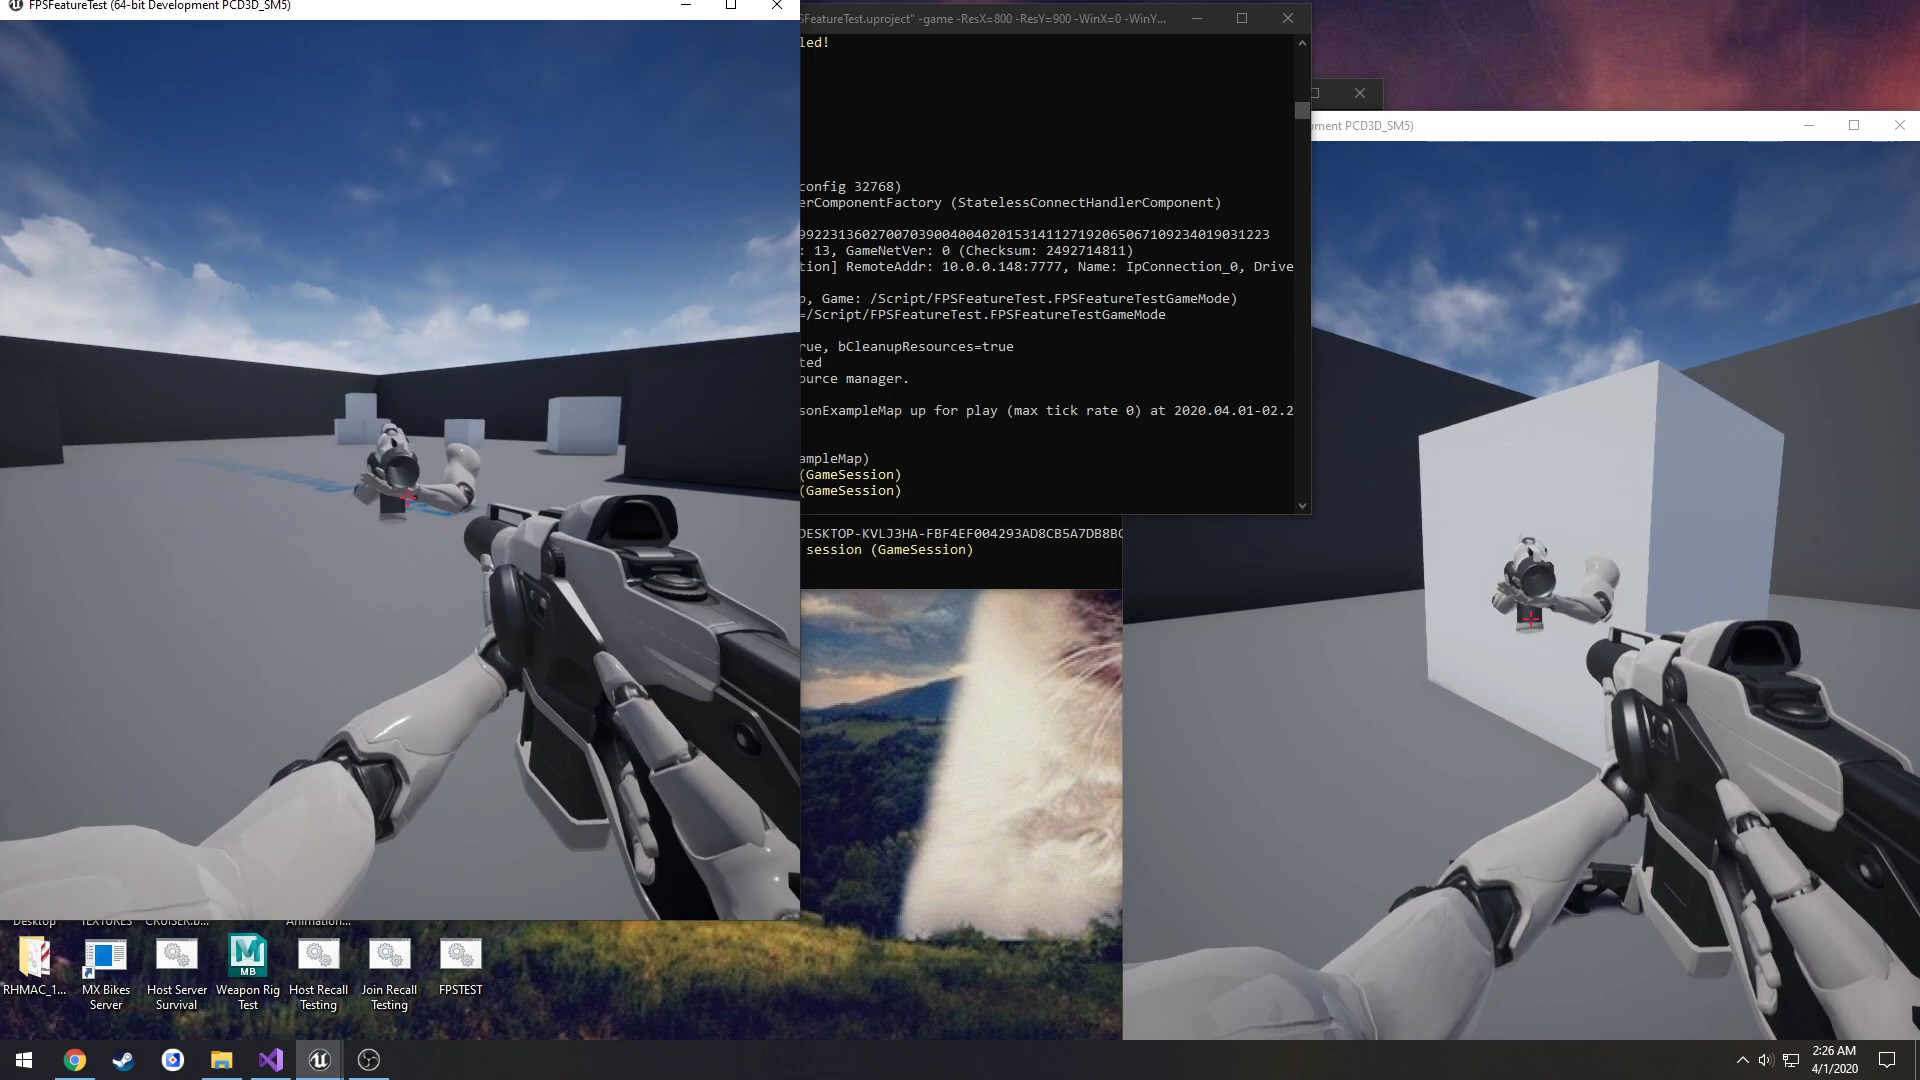 FPSFeatureTest (64-bit Development PCD3D_SM5)
SFeatureTest.uproject" -game -ResX=800 -ResY=900 -WinX=0 -WinY...
led!
config 32768)
erComponentFactory (StatelessConnectHandlerComponent)
: 13, GameNetVer: 0 (Checksum: 2492714811)
tion] RemoteAddr: 10.0.0.148:7777, Name: IpConnection_0, Drive
p, Game: /Script/FPSFeatureTest.FPSFeatureTestGameMode)
=/Script/FPSFeatureTest.FPSFeatureTestGameMode
rue, bCleanupResources=true
ted
ource manager.
sonExampleMap up for play (max tick rate 0) at 2020.04.01-02.2
ampleMap)
(GameSession)
(GameSession)
DESKTOP-KVLJ3HA-FBF4EF004293AD8CB5A7DB8BC
session (GameSession)
ment PCD3D_SM5)
Desktop
TEXTURES
CRUISER.b...
Animation...
RHMAC_1...
MX Bikes
Server
Host Server
Survival
MB
Weapon Rig
Test
Host Recall
Testing
Join Recall
Testing
FPSTEST
2:26 AM
4/1/2020